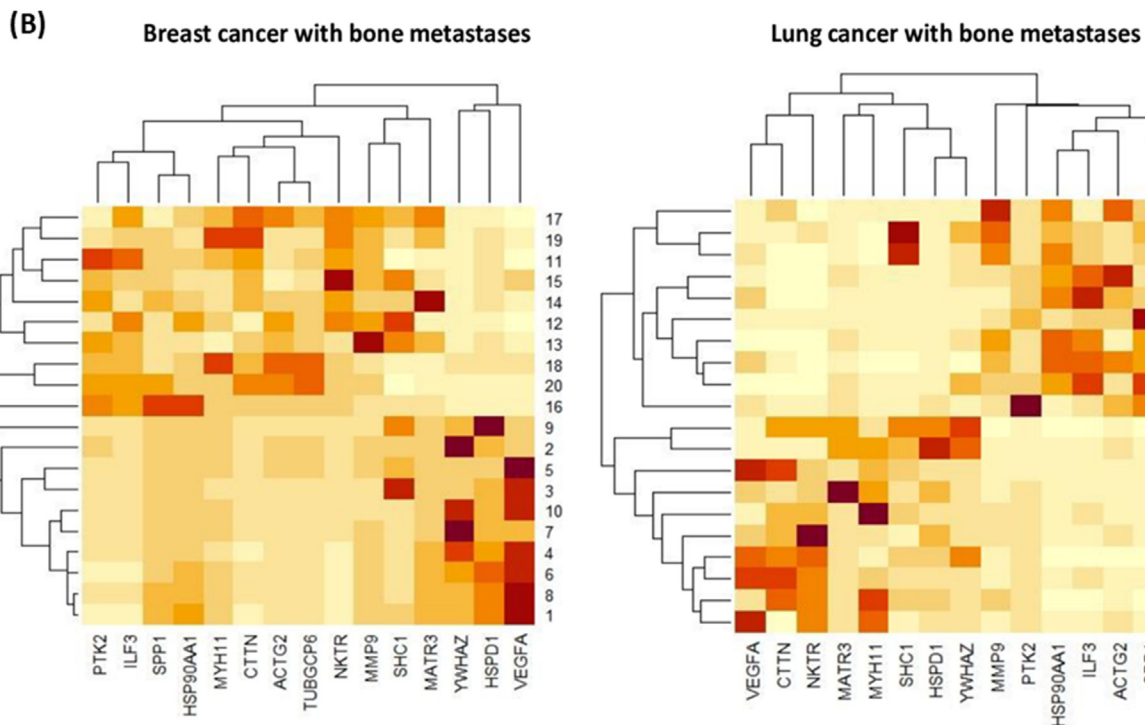 (B)
Breast cancer with bone metastases
Lung cancer with bone metastases
17
19
11
15
14
12
13
18
20
16
9
2
5
3
10
7
4
6
8
1
PTK2
ILF3
SPP1
HSP90AA1
MYH11
CTTN
ACTG2
TUBGCP6
NKTR
MMP9
SHC1
MATR3
YWHAZ
HSPD1
VEGFA
VEGFA
CTTN
NKTR
MATR3
MYH11
SHC1
HSPD1
YWHAZ
MMP9
PTK2
HSP90AA1
ILF3
ACTG2